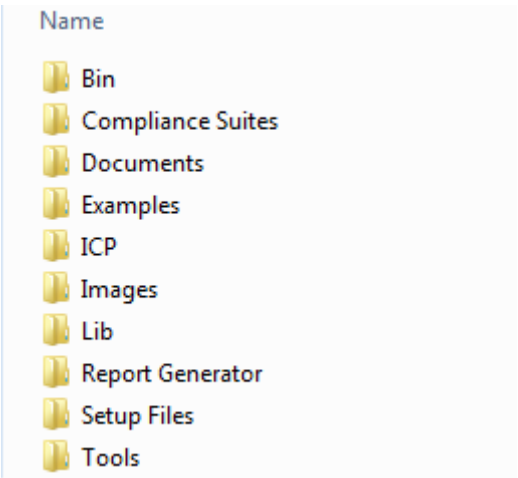 Name
Bin
Compliance Suites
Documents
Examples
ICP
Images
Lib
Report Generator
Setup Files
Tools